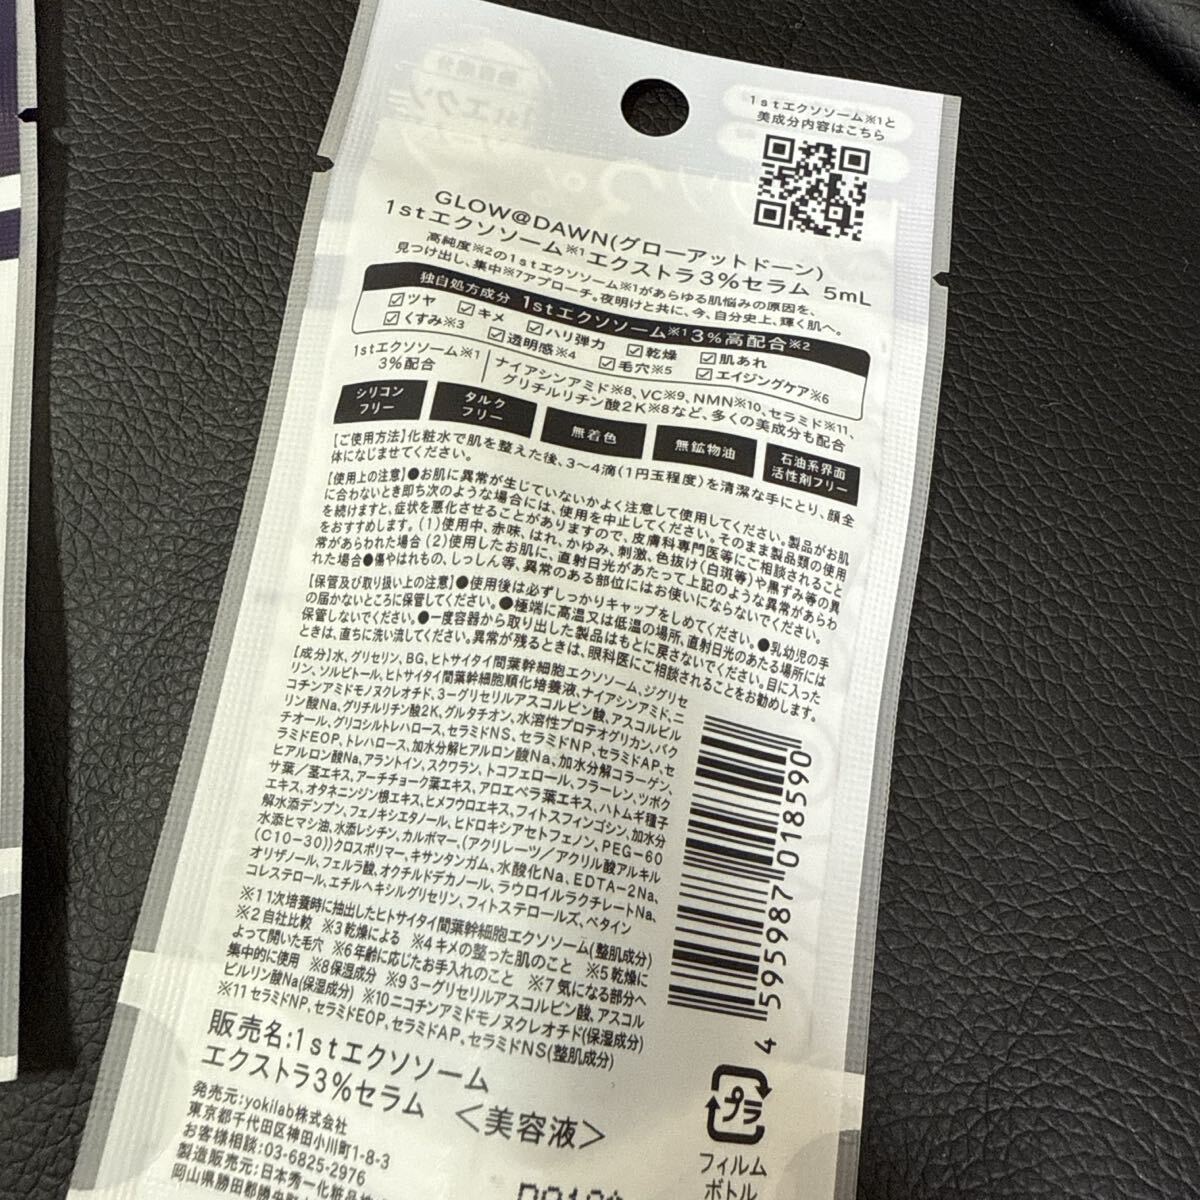 1stエクソソーム※1と
美成分内容はこちら
GLOW@DAWN(グローアットドーン)
1stエクソソーム※1エクストラ3%セラム 5mL
高純度※2の1stエクソソーム※1があらゆる肌悩みの原因を、
見つけ出し、集中※7アプローチ。夜明けと共に、今、自分史上、輝く肌へ。
独自処方成分 1stエクソソーム※13%高配合※2
ツヤ キメ ハリ弾力 乾燥 肌あれ
くすみ※3 透明感※4 毛穴※5 エイジングケア※6
1stエクソソーム※1
3%配合
ナイアシンアミド※8、VC※9、NMN※10、セラミド※11、
グリチルリチン酸2K※8など、多くの美成分も配合
シリコン
フリー
タルク
フリー
無着色
無鉱物油
石油系界面
活性剤フリー
【ご使用方法】化粧水で肌を整えた後、3〜4滴(1円玉程度)を清潔な手にとり、顔全
体になじませてください。
【使用上の注意】●お肌に異常が生じていないかよく注意して使用してください。製品がお肌
に合わないとき即ち次のような場合には、使用を中止してください。そのまま製品類の使用
を続けますと、症状を悪化させることがありますので、皮膚科専門医等にご相談されること
をおすすめします。(1)使用中、赤味、はれ、かゆみ、刺激、色抜け(白斑等)や黒ずみ等の異
常があらわれた場合(2)使用したお肌に、直射日光があたって上記のような異常があらわ
れた場合●傷やはれもの、しっしん等、異常のある部位にはお使いにならないでください。
【保管及び取り扱い上の注意】●使用後は必ずしっかりキャップをしめてください。●乳幼児の手
の届かないところに保管してください。●極端に高温又は低温の場所、直射日光のあたる場所には
保管しないでください。●一度容器から取り出した製品はもとに戻さないでください。目に入った
ときは、直ちに洗い流してください。異常が残るときは、眼科医にご相談されることをお勧めします。
【成分】水、グリセリン、BG、ヒトサイタイ間葉幹細胞エクソソーム、ジグリセ
リン、ソルビトール、ヒトサイタイ間葉幹細胞順化培養液、ナイアシンアミド、ニ
コチンアミドモノヌクレオチド、3-グリセリルアスコルビン酸、アスコルビル
リン酸Na、グリチルリチン酸2K、グルタチオン、水溶性プロテオグリカン、バク
チオール、グリコシルトレハロース、セラミドNS、セラミドNP、セラミドAP、セ
ラミドEOP、トレハロース、加水分解ヒアルロン酸Na、加水分解コラーゲン、
ヒアルロン酸Na、アラントイン、スクワラン、トコフェロール、フラーレン、ツボク
サ葉/茎エキス、アーチチョーク葉エキス、アロエベラ葉エキス、ハトムギ種子
エキス、オタネニンジン根エキス、ヒメフウロエキス、フィトスフィンゴシン、加水分
解水添デンプン、フェノキシエタノール、ヒドロキシアセトフェノン、PEG-60
水添ヒマシ油、水添レシチン、カルボマー、(アクリレーツ/アクリル酸アルキル
(C10-30))クロスポリマー、キサンタンガム、水酸化Na、EDTA-2Na、
オリザノール、フェルラ酸、オクチルドデカノール、ラウロイルラクチレートNa、
コレステロール、エチルヘキシルグリセリン、フィトステロールズ、ベタイン
※1 1次培養時に抽出したヒトサイタイ間葉幹細胞エクソソーム(整肌成分)
※2 自社比較 ※3 乾燥による ※4 キメの整った肌のこと ※5 乾燥に
よって開いた毛穴 ※6 年齢に応じたお手入れのこと ※7 気になる部分へ
集中的に使用 ※8 保湿成分 ※9 3-グリセリルアスコルビン酸、アスコル
ビルリン酸Na(保湿成分) ※10 ニコチンアミドモノヌクレオチド(保湿成分)
※11 セラミドNP、セラミドEOP、セラミドAP、セラミドNS(整肌成分)
4 595987 018590
販売名:1stエクソソーム
エクストラ3%セラム <美容液>
発売元:yokilab株式会社
東京都千代田区神田小川町1-8-3
お客様相談:03-6825-2976
製造販売元:日本秀一化粧品株
岡山県勝田郡勝央町
プラ
フィルム
ボトル